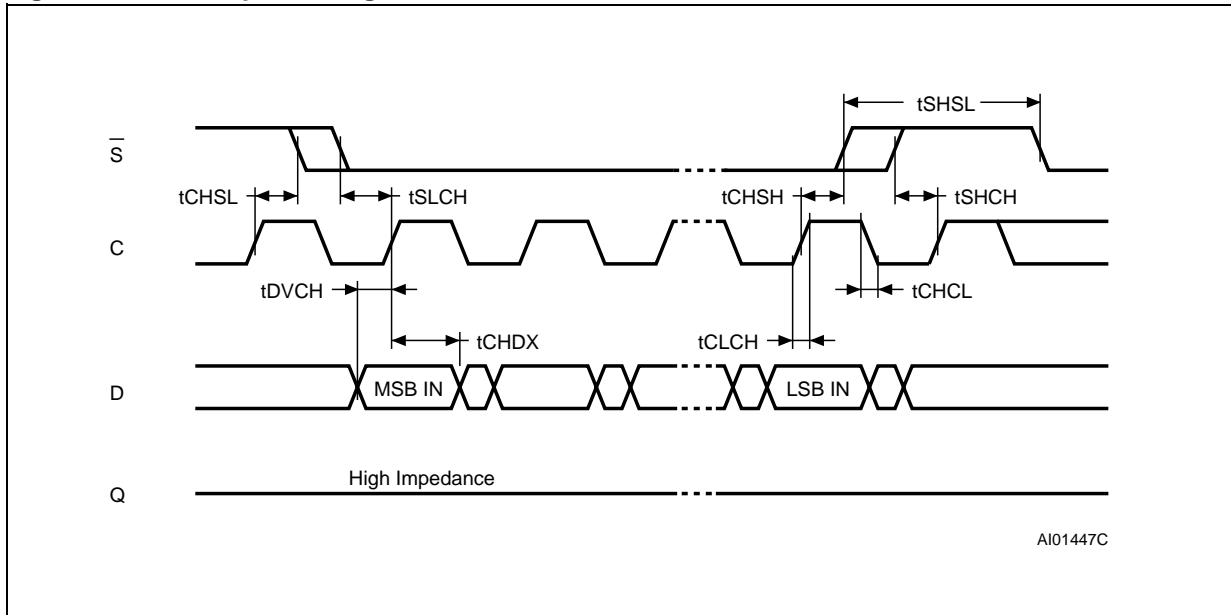 tSHSL
S
tCHSL
tSLCH
tCHSH
tSHCH
C
tDVCH
tCHCL
tCHDX
tCLCH
D
MSB IN
LSB IN
High Impedance
Q
AI01447C